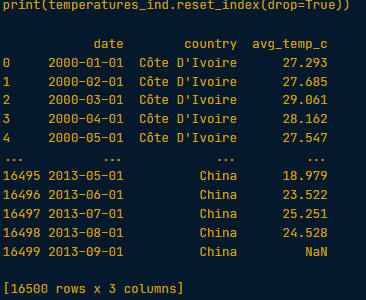 print(temperatures_ind.reset_index(drop=True))
date country avg_temp_c
0 2000-01-01 Côte D'Ivoire 27.293
1 2000-02-01 Côte D'Ivoire 27.685
2 2000-03-01 Côte D'Ivoire 29.061
3 2000-04-01 Côte D'Ivoire 28.162
4 2000-05-01 Côte D'Ivoire 27.547
... ... ... ...
16495 2013-05-01 China 18.979
16496 2013-06-01 China 23.522
16497 2013-07-01 China 25.251
16498 2013-08-01 China 24.528
16499 2013-09-01 China NaN
[16500 rows x 3 columns]